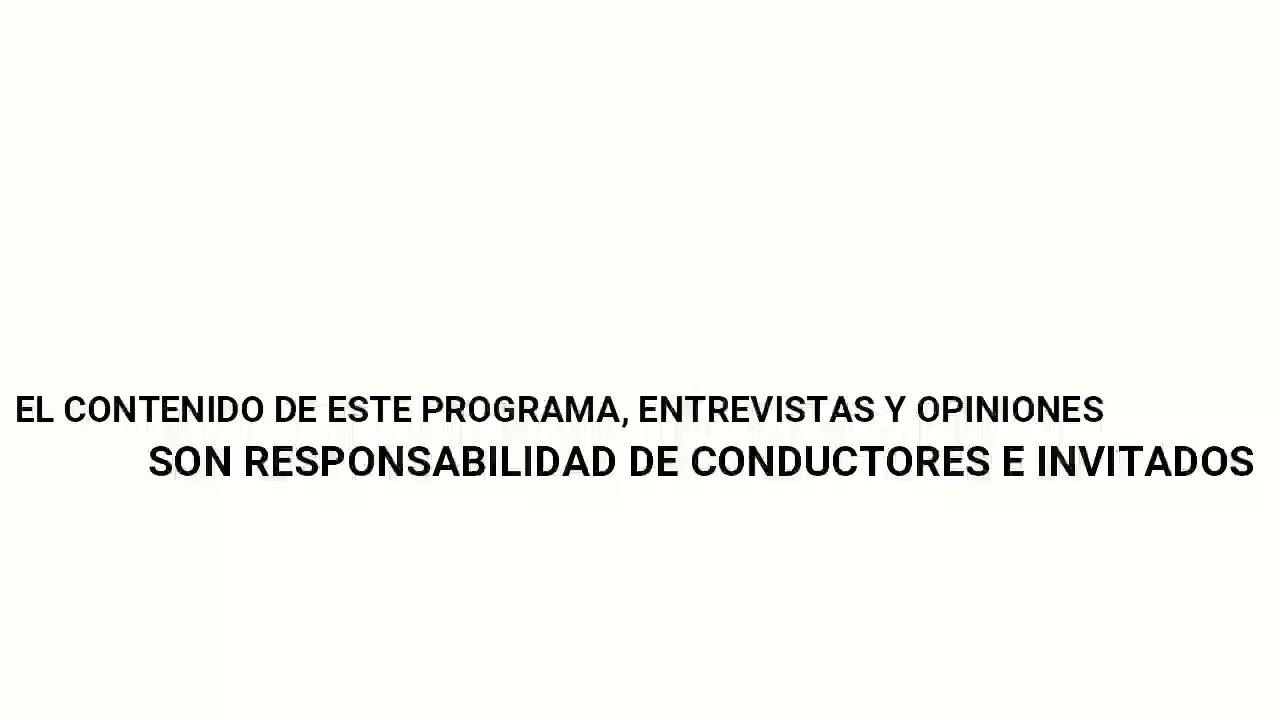 EL CONTENIDO DE ESTE PROGRAMA, ENTREVISTAS Y OPINIONES
SON RESPONSABILIDAD DE CONDUCTORES E INVITADOS